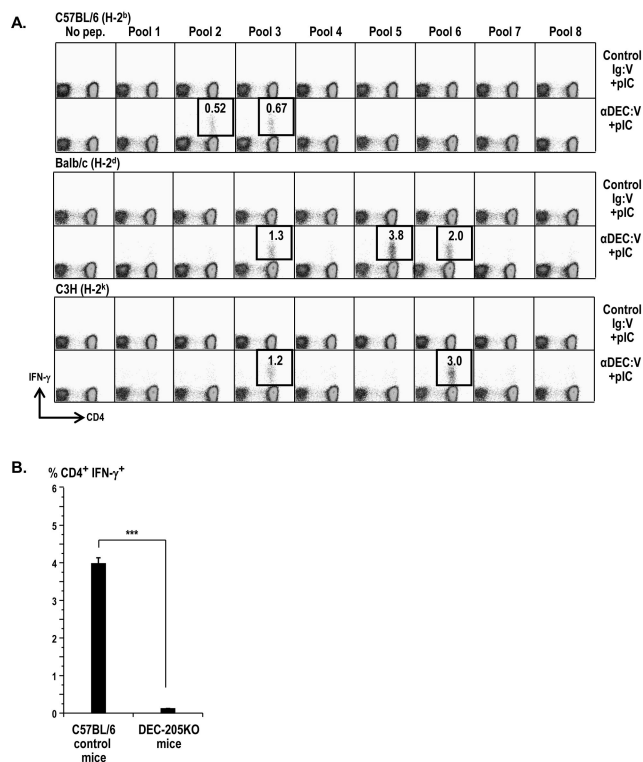 A.
C57BL/6 (H-2ᵇ)
No pep. Pool 1 Pool 2 Pool 3 Pool 4 Pool 5 Pool 6 Pool 7 Pool 8
Control
Ig:V
+pIC
0.52 0.67
αDEC:V
+pIC
Balb/c (H-2ᵈ)
Control
Ig:V
+pIC
1.3 3.8 2.0
αDEC:V
+pIC
C3H (H-2ᵏ)
Control
Ig:V
+pIC
1.2 3.0
αDEC:V
+pIC
IFN-γ
CD4
B.
% CD4⁺ IFN-γ⁺
6
5
4
3
2
1
0
***
C57BL/6
control
mice
DEC-205KO
mice